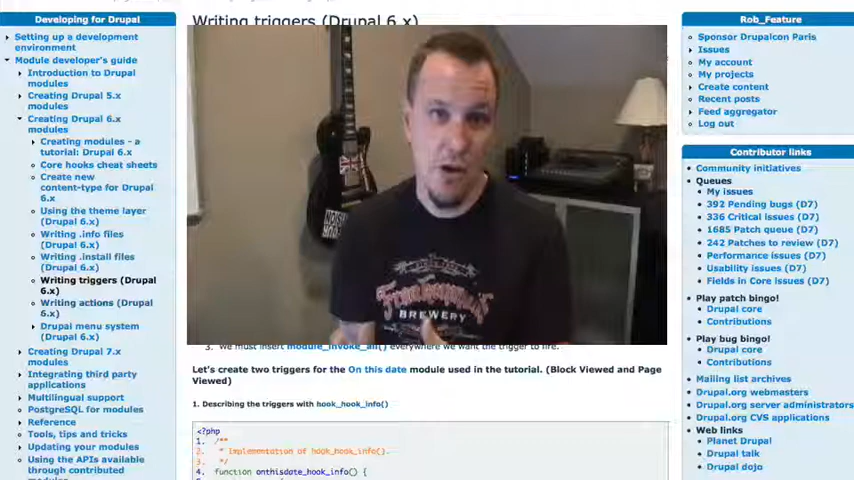 Developing for Drupal
Setting up a development
environment
Module developer's guide
Introduction to Drupal
modules
Creating Drupal 5.x
modules
Creating Drupal 6.x
modules
Creating modules - a
tutorial: Drupal 6.x
Core hooks cheat sheets
Create new
content-type for Drupal
6.x
Using the theme layer
(Drupal 6.x)
Writing .info files
(Drupal 6.x)
Writing .install files
(Drupal 6.x)
Writing triggers (Drupal
6.x)
Writing actions (Drupal
6.x)
Drupal menu system
(Drupal 6.x)
Creating Drupal 7.x
modules
Integrating third party
applications
Multilingual support
PostgreSQL for modules
Reference
Tools, tips and tricks
Updating your modules
Using the APIs available
through contributed
modules
Writing triggers (Drupal 6.x)
BREWERY
3. We must insert module_invoke_all() everywhere we want the trigger to fire.
Let's create two triggers for the On this date module used in the tutorial. (Block Viewed and Page
Viewed)
1. Describing the triggers with hook_hook_info()
<?php
1. /**
2. * Implementation of hook_hook_info().
3. */
4. function onthisdate_hook_info() {
Rob_Feature
Sponsor Drupalcon Paris
Issues
My account
My projects
Create content
Recent posts
Feed aggregator
Log out
Contributor links
Community initiatives
Queues
My issues
392 Pending bugs (D7)
336 Critical issues (D7)
1685 Patch queue (D7)
242 Patches to review (D7)
Performance issues (D7)
Usability issues (D7)
Fields in Core issues (D7)
Play patch bingo!
Drupal core
Contributions
Play bug bingo!
Drupal core
Contributions
Mailing list archives
Drupal.org webmasters
Drupal.org server administrators
Drupal.org CVS applications
Web links
Planet Drupal
Drupal talk
Drupal dojo